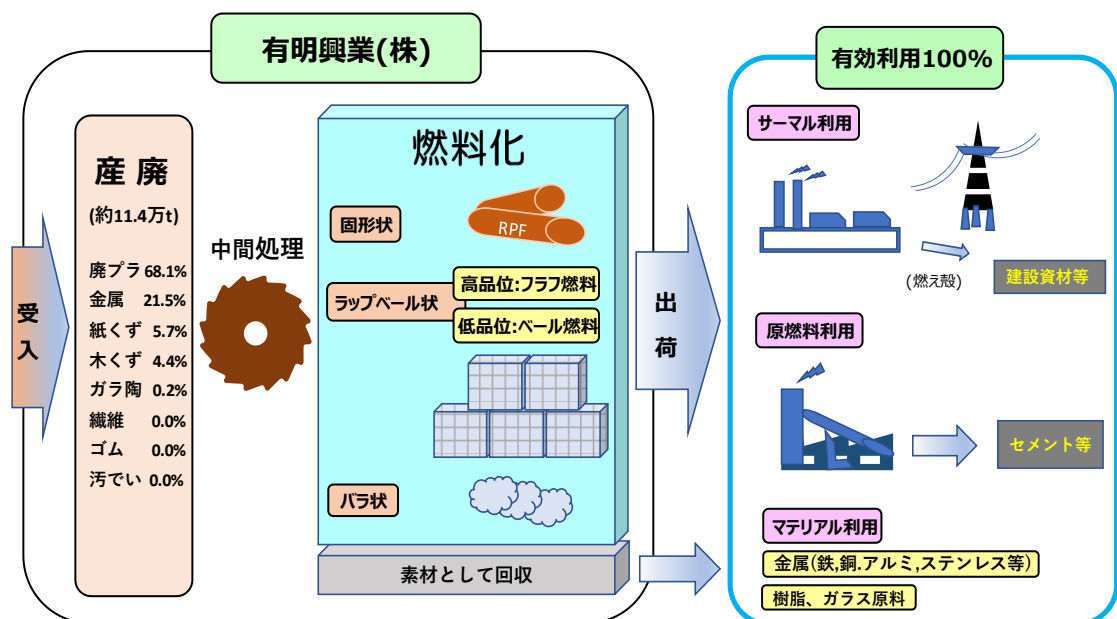 有明興業(株)
受入
産 廃
(約11.4万t)
廃プラ 68.1%
金属 21.5%
紙くず 5.7%
木くず 4.4%
ガラ陶 0.2%
繊維 0.0%
ゴム 0.0%
汚でい 0.0%
中間処理
燃料化
固形状
RPF
ラップベール状
高品位:フラフ燃料
低品位:ベール燃料
バラ状
素材として回収
出荷
有効利用100%
サーマル利用
(燃え殻)
建設資材等
原燃料利用
セメント等
マテリアル利用
金属(鉄,銅.アルミ,ステンレス等)
樹脂、ガラス原料